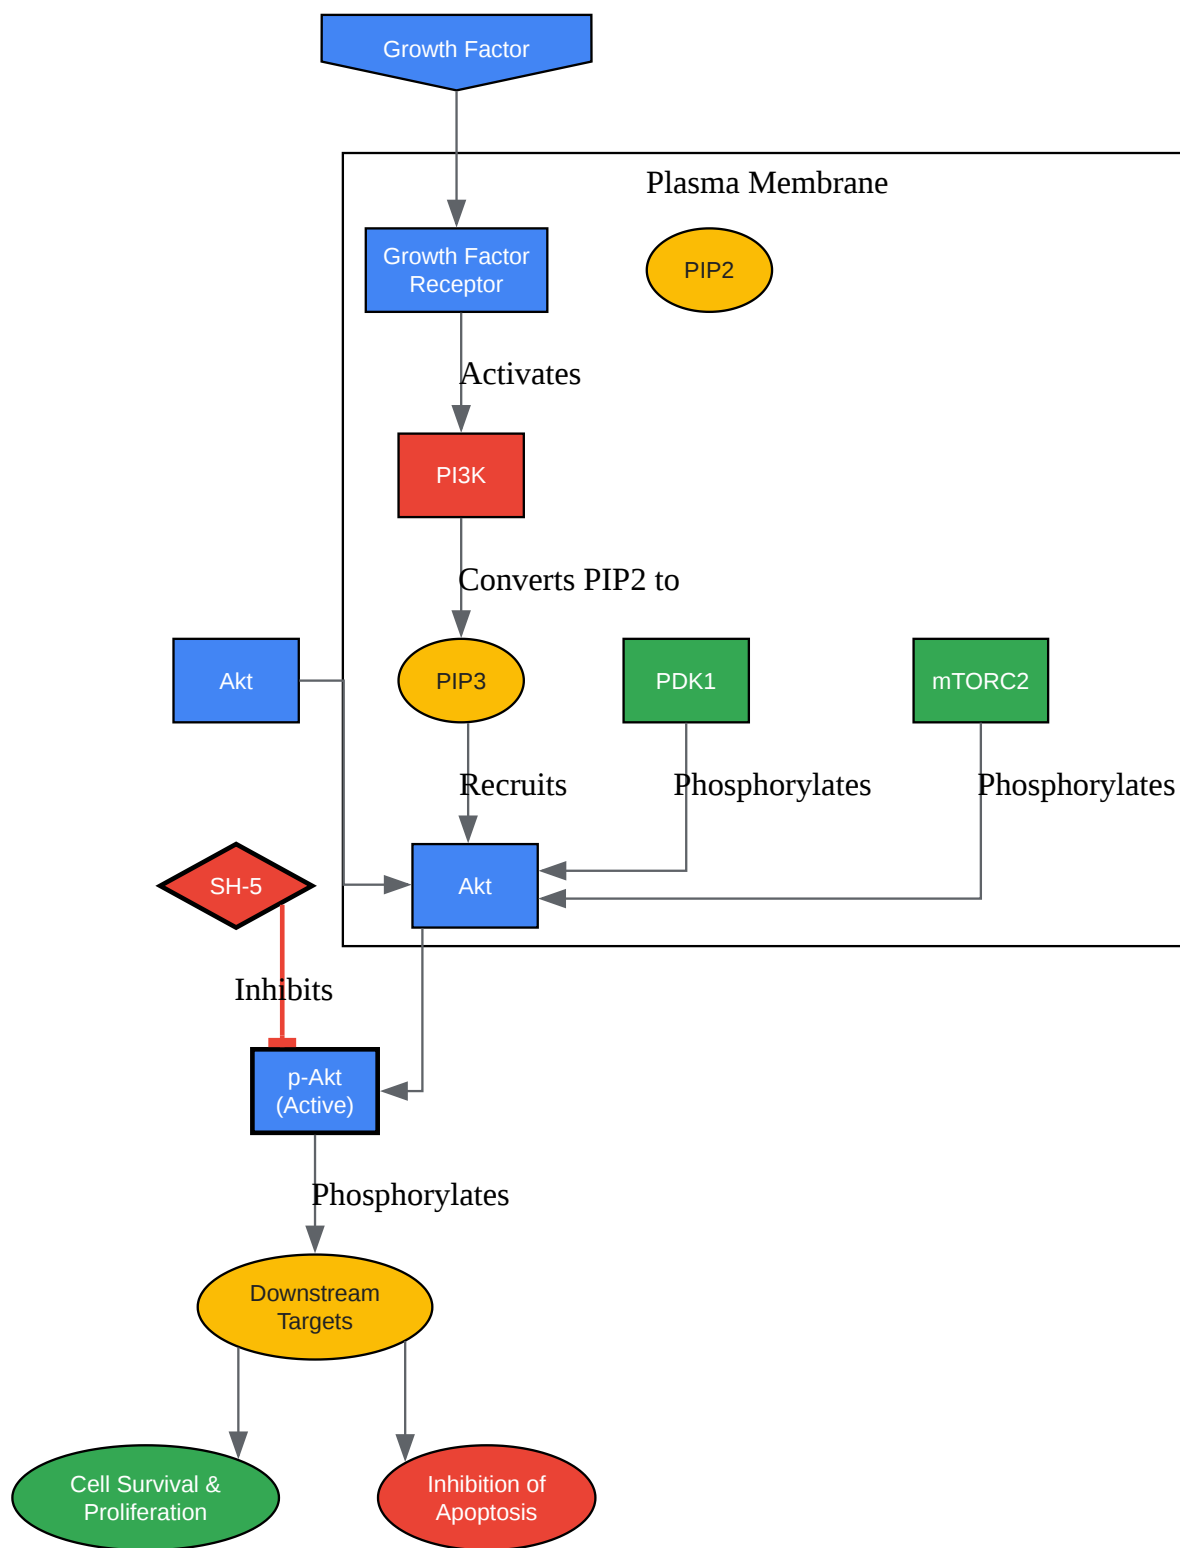 Growth Factor
Plasma Membrane
Growth Factor
Receptor
PIP2
Activates
PI3K
Converts PIP2 to
Akt
PIP3
PDK1
mTORC2
Recruits
Phosphorylates
Phosphorylates
SH-5
Akt
Inhibits
p-Akt
(Active)
Phosphorylates
Downstream
Targets
Cell Survival &
Proliferation
Inhibition of
Apoptosis